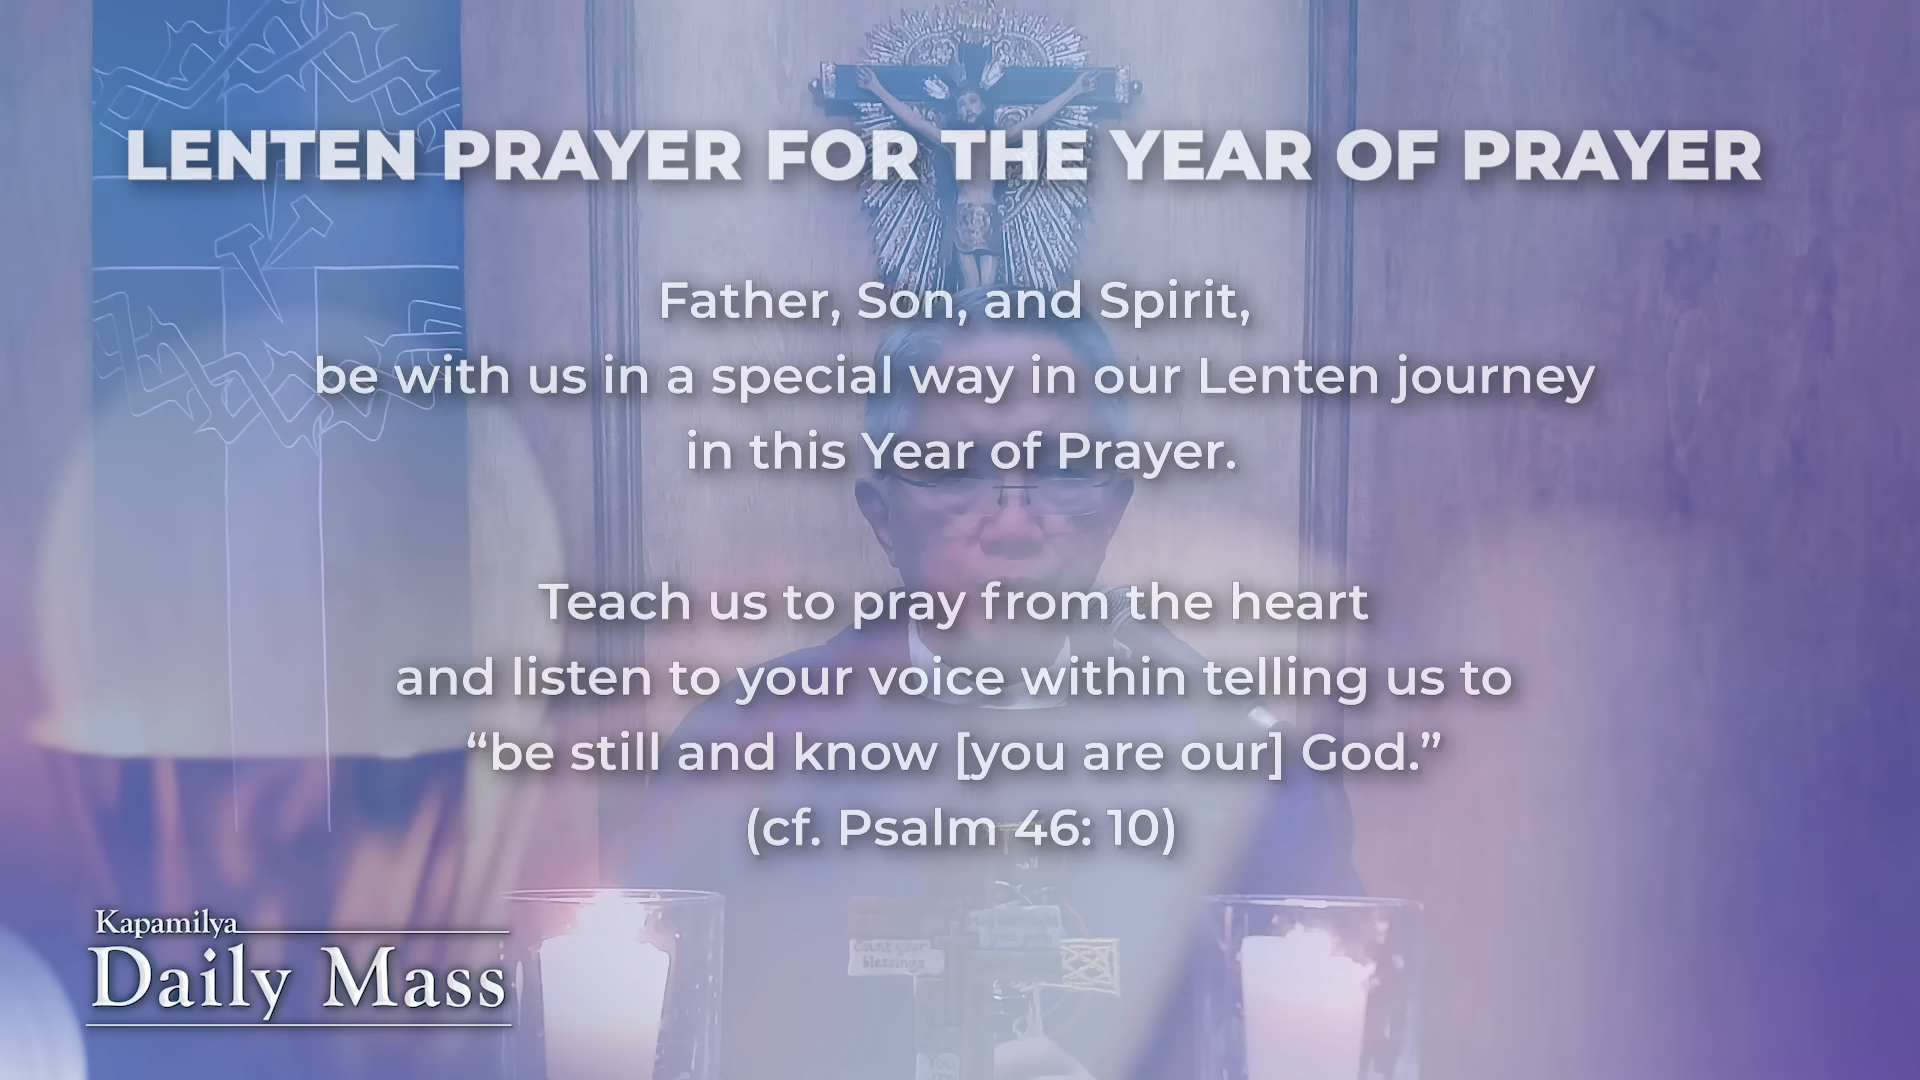 LENTEN PRAYER FOR THE YEAR OF PRAYER
Father, Son, and Spirit,
be with us in a special way in our Lenten journey
in this Year of Prayer.
Teach us to pray from the heart
and listen to your voice within telling us to
“be still and know [you are our] God.”
(cf. Psalm 46: 10)
Kapamilya
Daily Mass
Count your
blessings